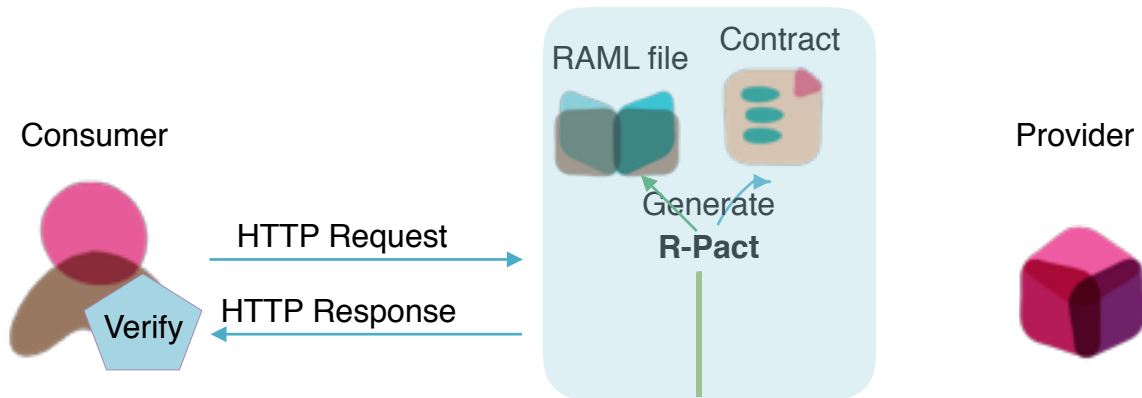 Contract
RAML file
Consumer
Provider
Generate
HTTP Request
R-Pact
HTTP Response
Verify